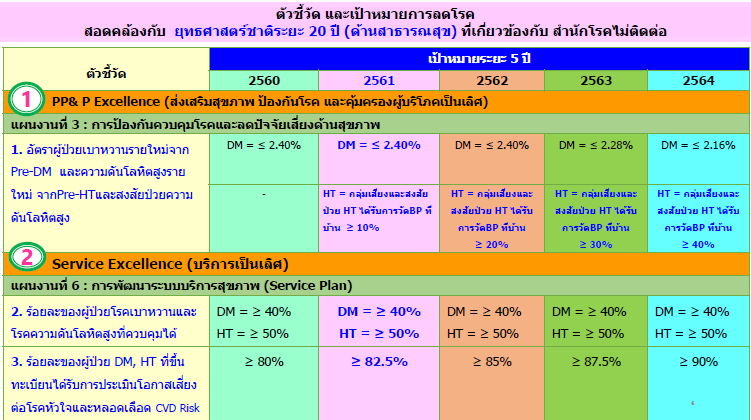 ตัวชี้วัด และเป้าหมายการลดโรค
สอดคล้องกับ ยุทธศาสตร์ชาติระยะ 20 ปี (ด้านสาธารณสุข) ที่เกี่ยวข้องกับ สำนักโรคไม่ติดต่อ
ตัวชี้วัด
เป้าหมายระยะ 5 ปี
2560 2561 2562 2563 2564
1 PP& P Excellence (ส่งเสริมสุขภาพ ป้องกันโรค และคุ้มครองผู้บริโภคเป็นเลิศ)
แผนงานที่ 3 : การป้องกันควบคุมโรคและลดปัจจัยเสี่ยงด้านสุขภาพ
1. อัตราผู้ป่วยเบาหวานรายใหม่จาก
Pre-DM และความดันโลหิตสูงราย
ใหม่ จากPre-HTและสงสัยป่วยความ
ดันโลหิตสูง
DM = ≤ 2.40% DM = ≤ 2.40% DM = ≤ 2.40% DM = ≤ 2.28% DM = ≤ 2.16%
-
HT = กลุ่มเสี่ยงและสงสัย
ป่วย HT ได้รับการวัดBP ที่
บ้าน ≥ 10%
HT = กลุ่มเสี่ยงและ
สงสัยป่วย HT ได้รับ
การวัดBP ที่บ้าน
≥ 20%
HT = กลุ่มเสี่ยงและ
สงสัยป่วย HT ได้รับ
การวัดBP ที่บ้าน
≥ 30%
HT = กลุ่มเสี่ยงและ
สงสัยป่วย HT ได้รับ
การวัดBP ที่บ้าน
≥ 40%
2 Service Excellence (บริการเป็นเลิศ)
แผนงานที่ 6 : การพัฒนาระบบบริการสุขภาพ (Service Plan)
2. ร้อยละของผู้ป่วยโรคเบาหวานและ
โรคความดันโลหิตสูงที่ควบคุมได้
DM = ≥ 40% DM = ≥ 40% DM = ≥ 40% DM = ≥ 40% DM = ≥ 40%
HT = ≥ 50% HT = ≥ 50% HT = ≥ 50% HT = ≥ 50% HT = ≥ 50%
3. ร้อยละของผู้ป่วย DM, HT ที่ขึ้น
ทะเบียนได้รับการประเมินโอกาสเสี่ยง
ต่อโรคหัวใจและหลอดเลือด CVD Risk
≥ 80% ≥ 82.5% ≥ 85% ≥ 87.5% ≥ 90%